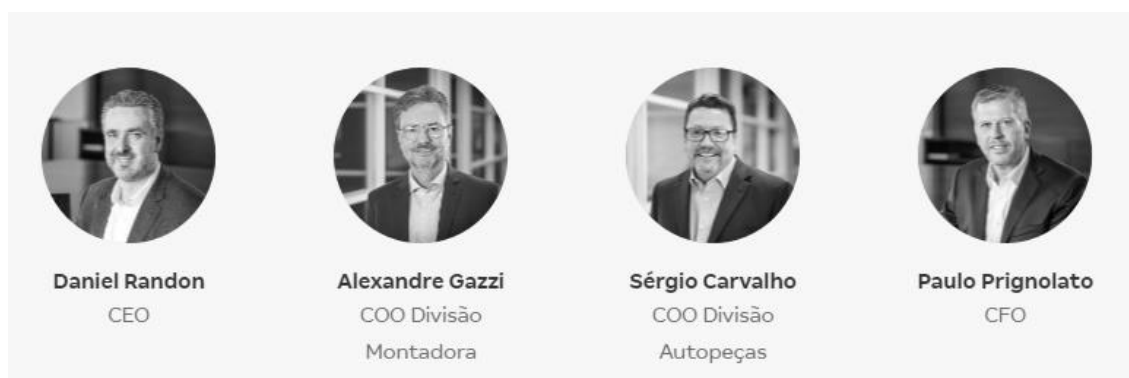 Daniel Randon
CEO
Alexandre Gazzi
COO Divisão
Montadora
Sérgio Carvalho
COO Divisão
Autopeças
Paulo Prignolato
CFO